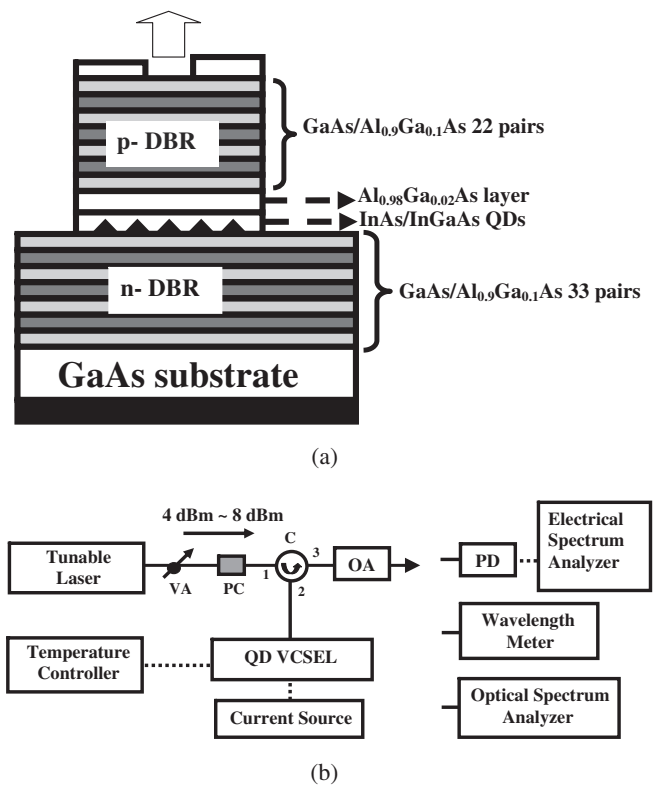 p- DBR
GaAs/Al0.9Ga0.1As 22 pairs
Al0.98Ga0.02As layer
InAs/InGaAs QDs
n- DBR
GaAs/Al0.9Ga0.1As 33 pairs
GaAs substrate
(a)
4 dBm ~ 8 dBm
Tunable
Laser
VA
PC
C
1
2
3
OA
PD
Electrical
Spectrum
Analyzer
Temperature
Controller
QD VCSEL
Wavelength
Meter
Current Source
Optical Spectrum
Analyzer
(b)